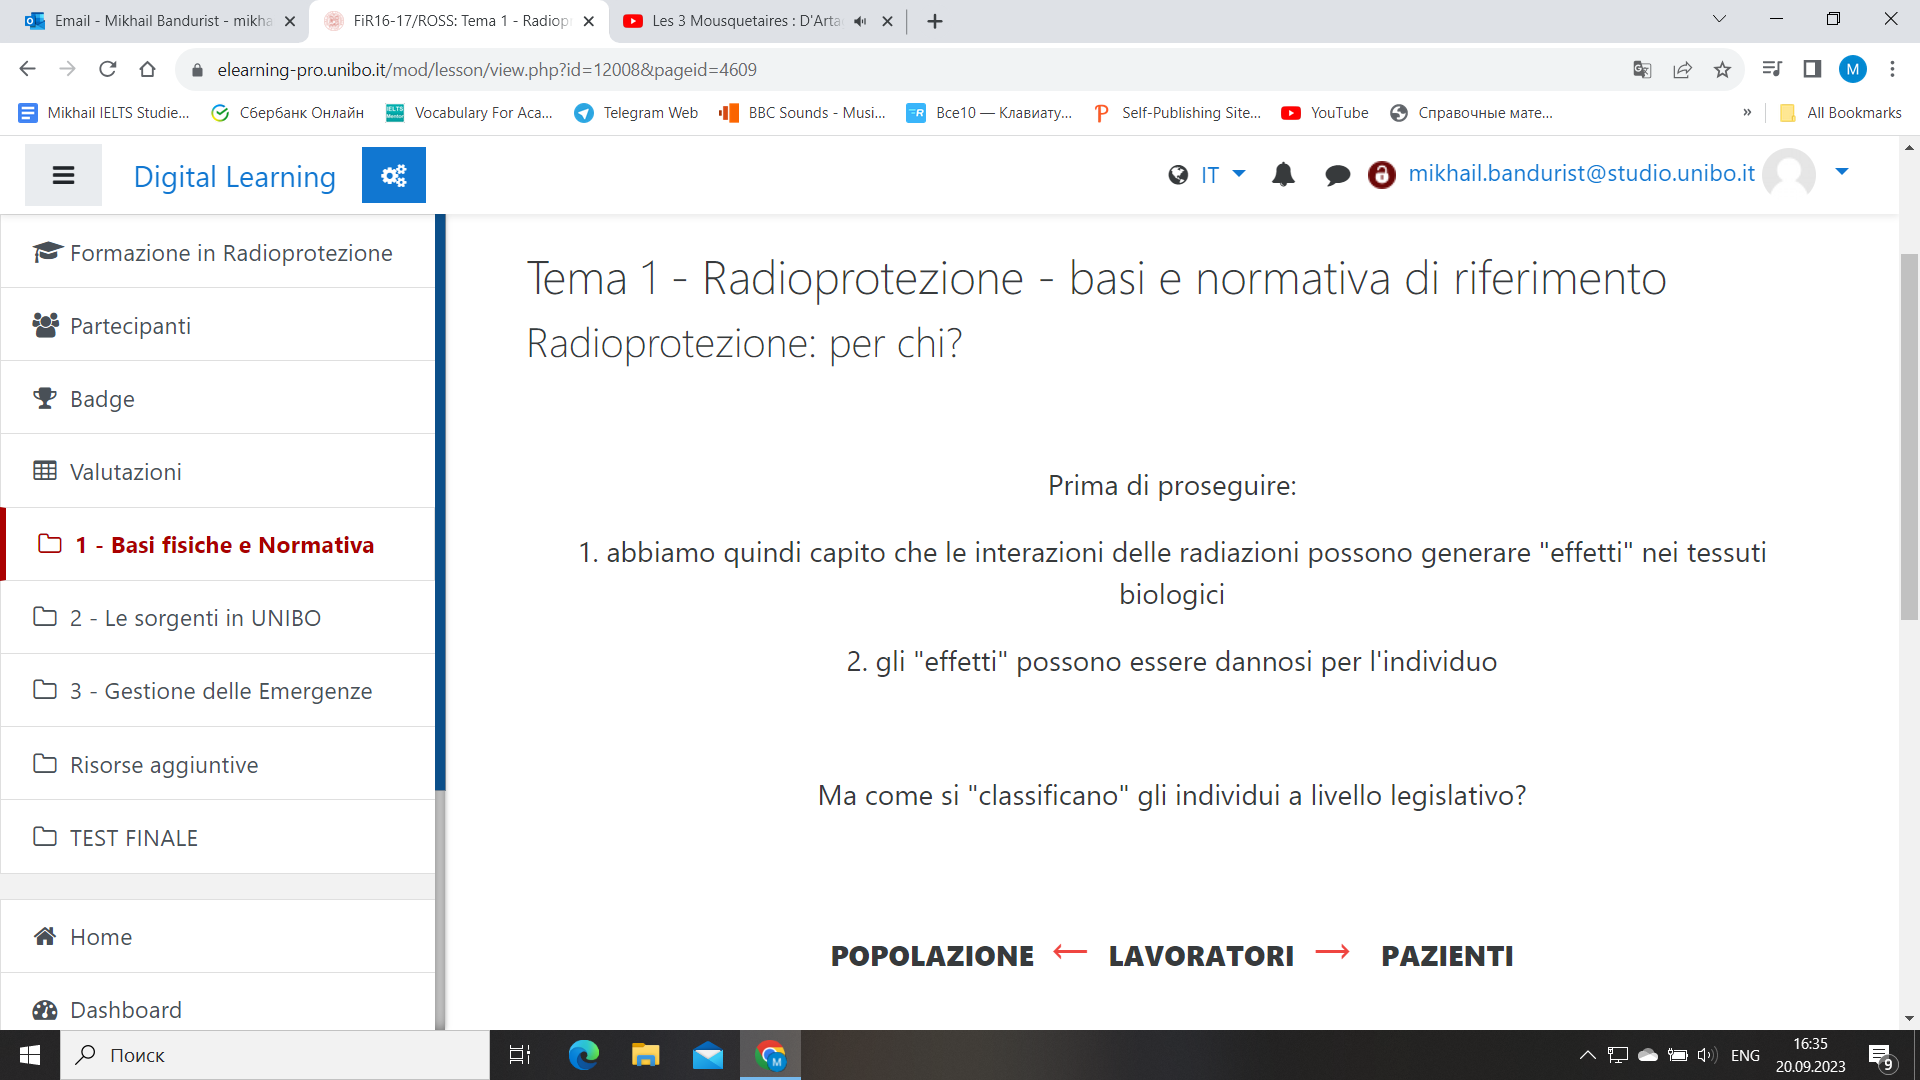 Email - Mikhail Bandurist - mikha
FiR16-17/ROSS: Tema 1 - Radiop
Les 3 Mousquetaires : D'Arta
elearning-pro.unibo.it/mod/lesson/view.php?id=12008&pageid=4609
M
Mikhail IELTS Studie...
Сбербанк Онлайн
IELTS
Mentor
Vocabulary For Aca...
Telegram Web
BBC Sounds - Musi...
Все10 — Клавиату...
Self-Publishing Site...
YouTube
Справочные мате...
»
All Bookmarks
Digital Learning
IT
mikhail.bandurist@studio.unibo.it
Formazione in Radioprotezione
Partecipanti
Badge
Valutazioni
1 - Basi fisiche e Normativa
2 - Le sorgenti in UNIBO
3 - Gestione delle Emergenze
Risorse aggiuntive
TEST FINALE
Home
Dashboard
Tema 1 - Radioprotezione - basi e normativa di riferimento
Radioprotezione: per chi?
Prima di proseguire:
1. abbiamo quindi capito che le interazioni delle radiazioni possono generare "effetti" nei tessuti
biologici
2. gli "effetti" possono essere dannosi per l'individuo
Ma come si "classificano" gli individui a livello legislativo?
POPOLAZIONE ← LAVORATORI → PAZIENTI
Поиск
M
ENG
16:35
20.09.2023
9